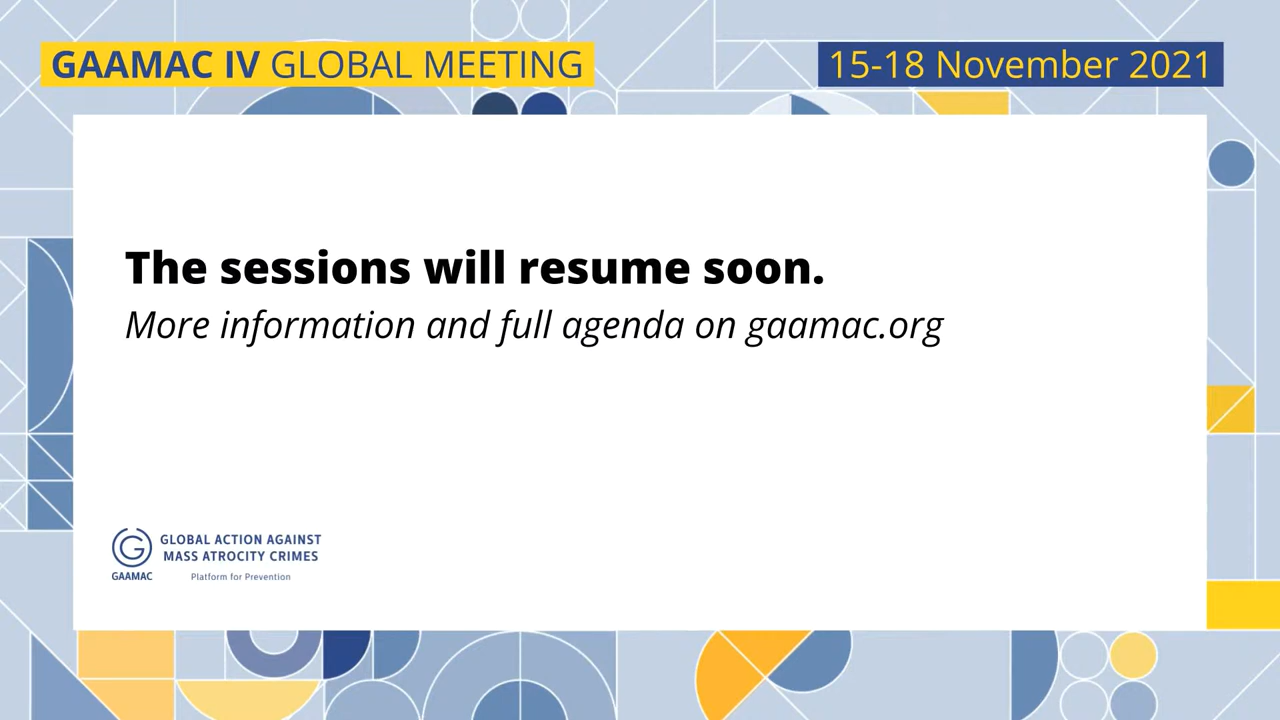 GAAMAC IV GLOBAL MEETING
15-18 November 2021
The sessions will resume soon.
More information and full agenda on gaamac.org
GLOBAL ACTION AGAINST
MASS ATROCITY CRIMES
GAAMAC
Platform for Prevention